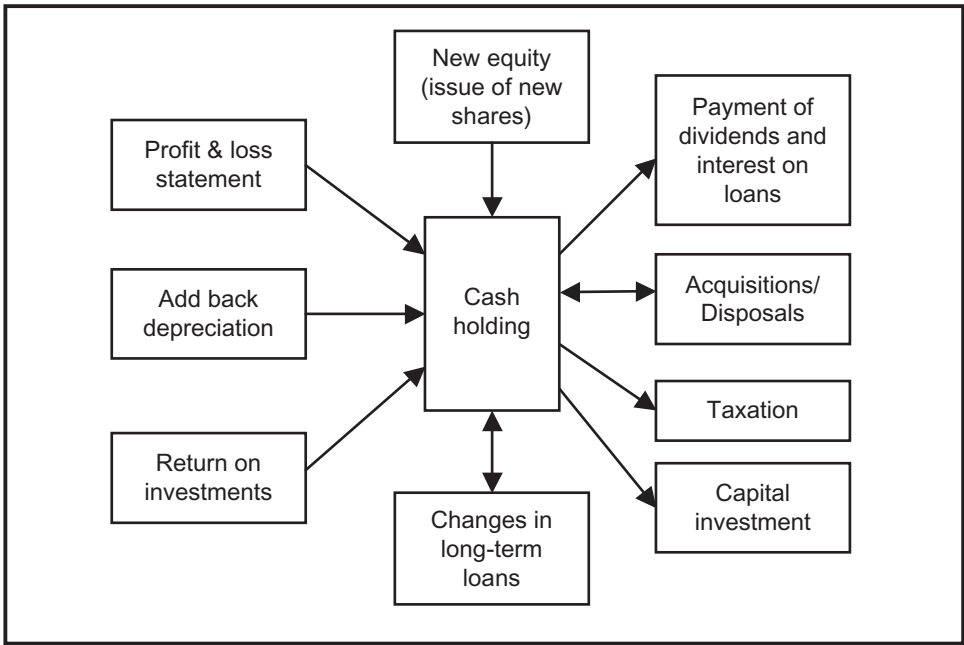 New equity
(issue of new
shares)
Profit & loss
statement
Payment of
dividends and
interest on
loans
Add back
depreciation
Cash
holding
Acquisitions/
Disposals
Taxation
Return on
investments
Changes in
long-term
loans
Capital
investment